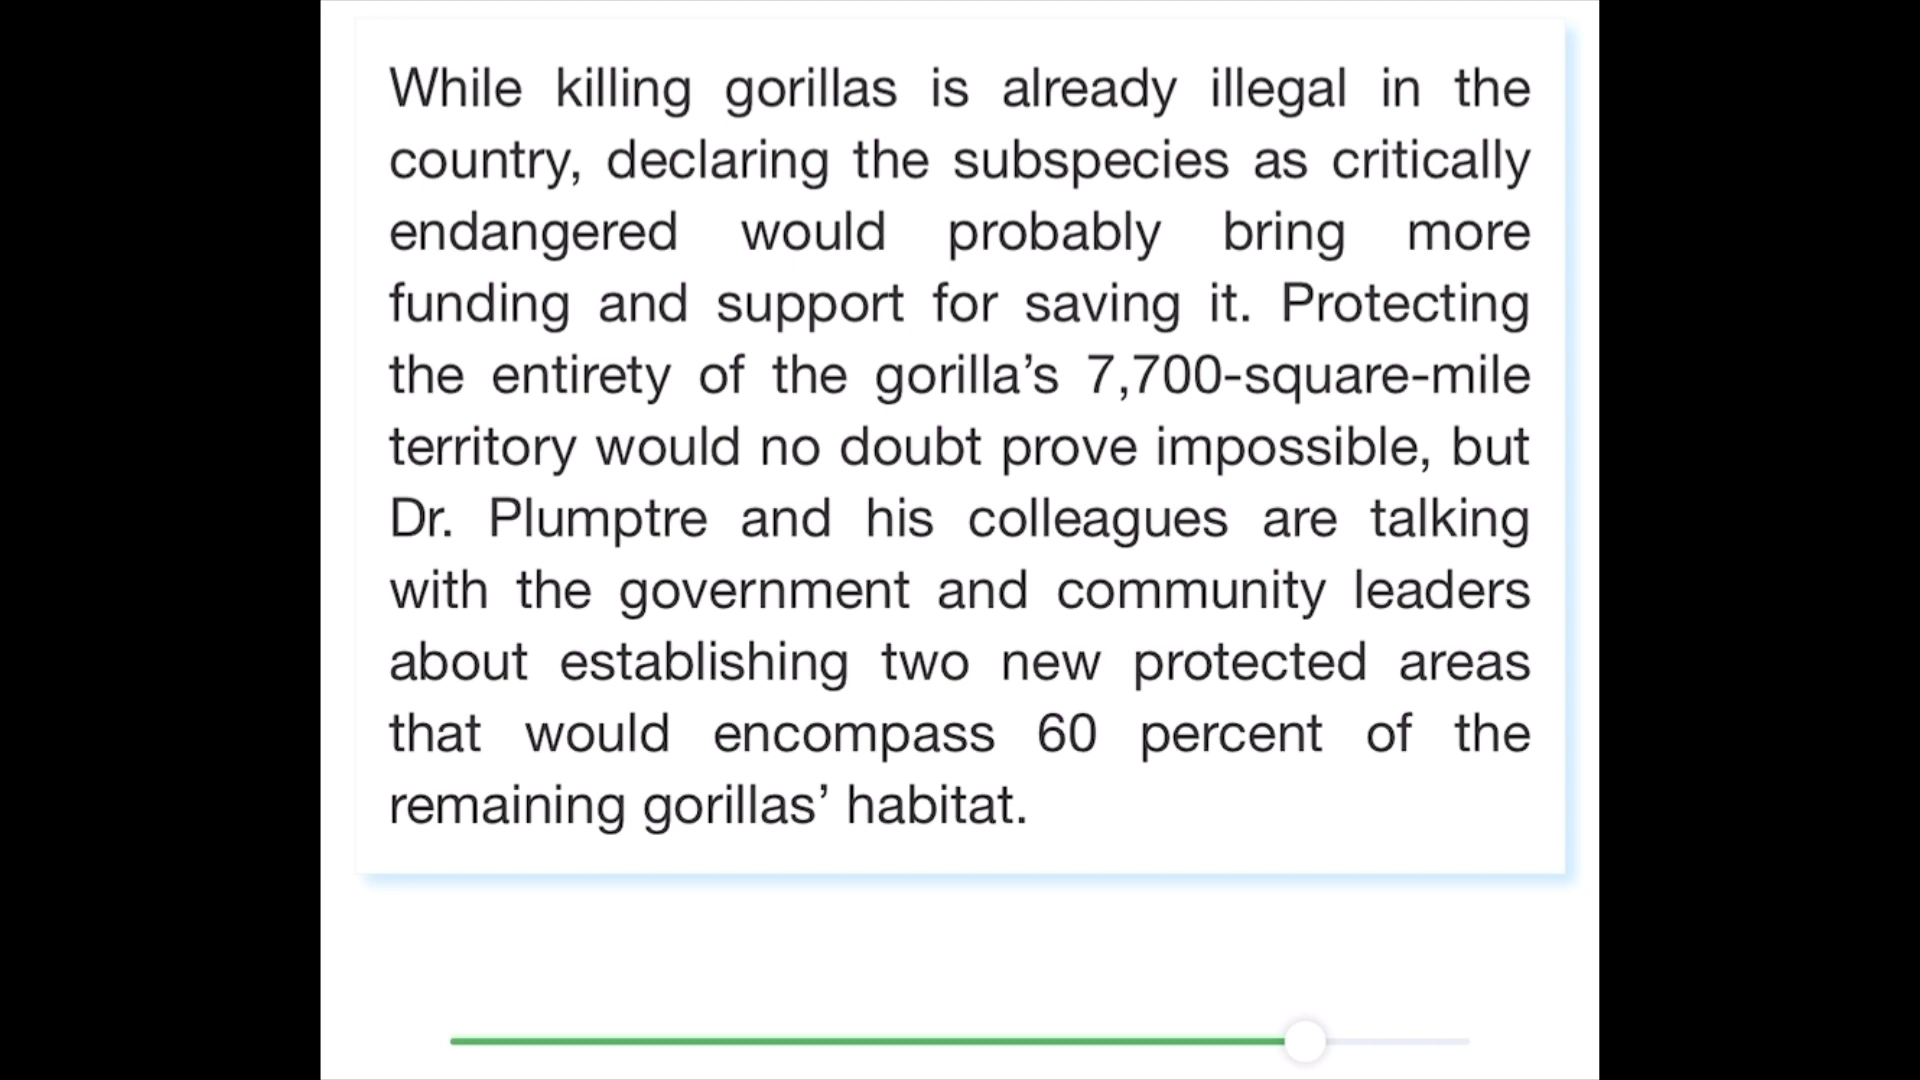 While killing gorillas is already illegal in the
country, declaring the subspecies as critically
endangered would probably bring more
funding and support for saving it. Protecting
the entirety of the gorilla’s 7,700-square-mile
territory would no doubt prove impossible, but
Dr. Plumptre and his colleagues are talking
with the government and community leaders
about establishing two new protected areas
that would encompass 60 percent of the
remaining gorillas’ habitat.